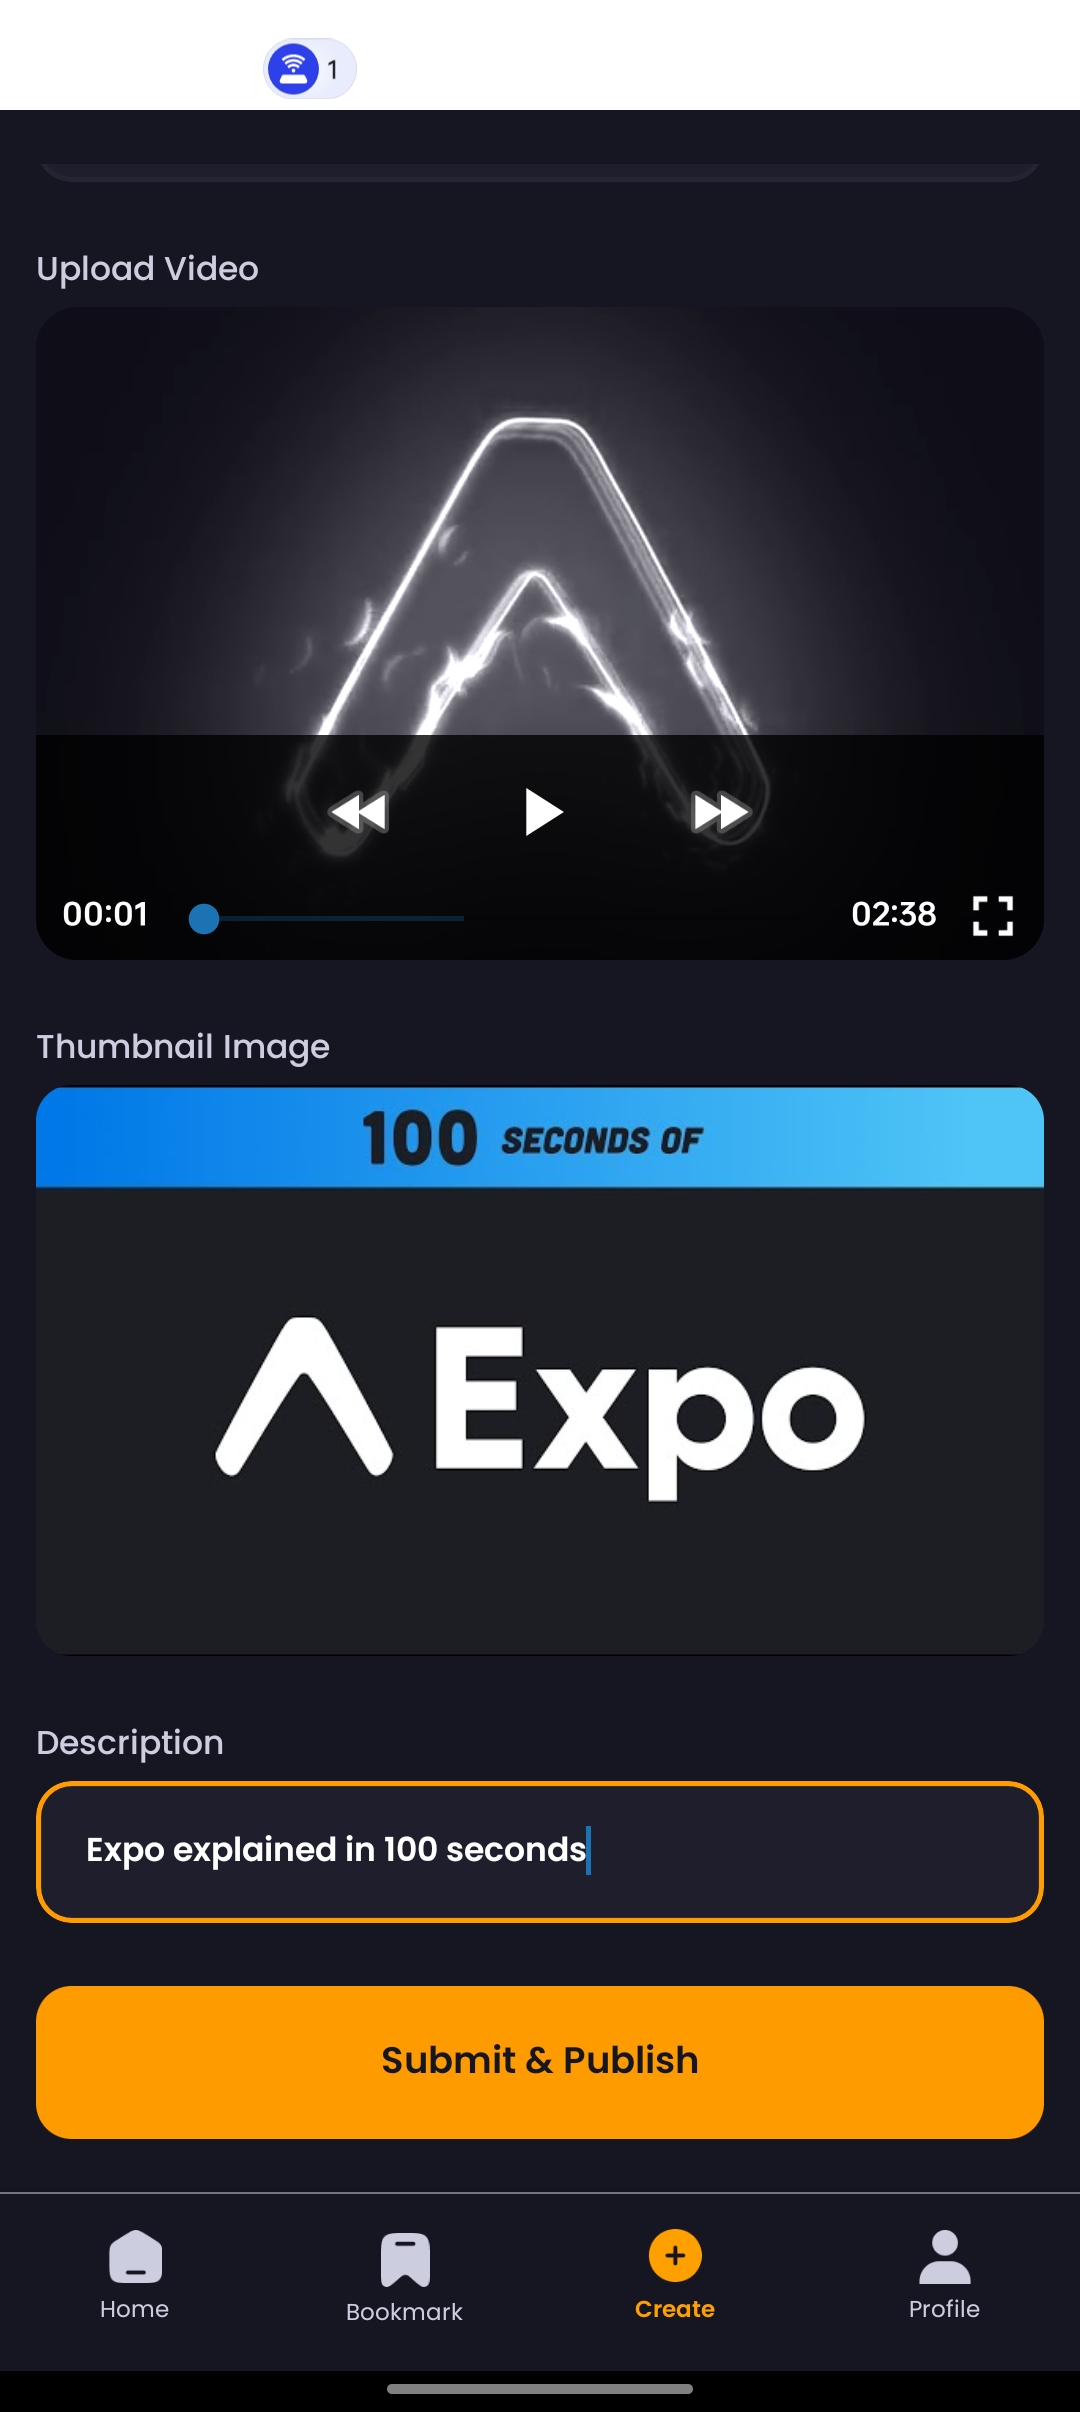 1
Upload Video
00:01
02:38
Thumbnail Image
100 SECONDS OF
Expo
Description
Expo explained in 100 seconds
Submit & Publish
Home
Bookmark
Create
Profile